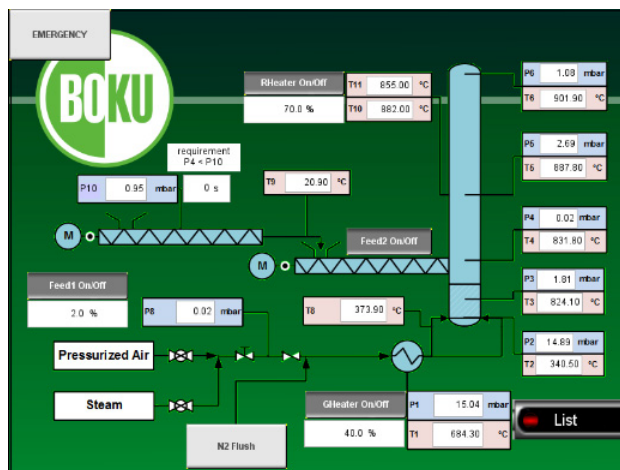 EMERGENCY
BOKU
RHeater On/Off
70.0 %
T11 855.00 °C
T10 882.00 °C
P6 1.08 mbar
T6 901.90 °C
requirement
P4 < P10
0 s
P10 0.95 mbar
T9 20.90 °C
P5 2.69 mbar
T5 887.80 °C
M
Feed2 On/Off
M
P4 0.02 mbar
T4 831.80 °C
Feed1 On/Off
2.0 %
P8 0.02 mbar
T8 373.90 °C
P3 1.81 mbar
T3 824.10 °C
Pressurized Air
P2 14.89 mbar
T2 340.50 °C
Steam
N2 Flush
GHeater On/Off
40.0 %
P1 15.04 mbar
T1 684.30 °C
List